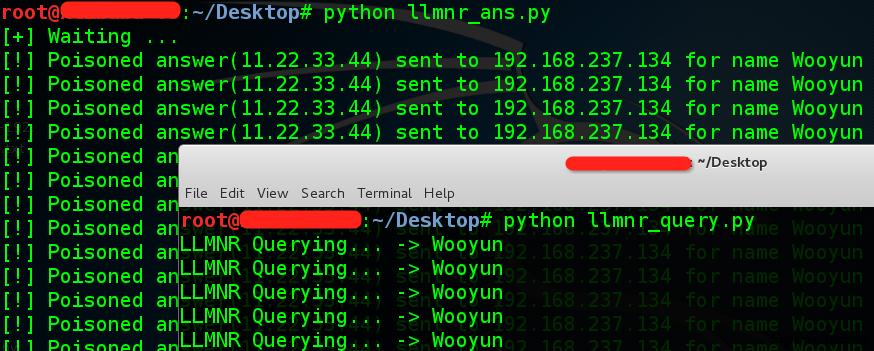 root@:~/Desktop# python llmnr_ans.py
[+] Waiting ...
[!] Poisoned answer(11.22.33.44) sent to 192.168.237.134 for name Wooyun
[!] Poisoned answer(11.22.33.44) sent to 192.168.237.134 for name Wooyun
[!] Poisoned answer(11.22.33.44) sent to 192.168.237.134 for name Wooyun
[!] Poisoned answer(11.22.33.44) sent to 192.168.237.134 for name Wooyun
[!] Poisoned an
[!] Poisoned an
[!] Poisoned an
[!] Poisoned an
[!] Poisoned an
[!] Poisoned an
[!] Poisoned an
[!] Poisoned an
: ~/Desktop
File Edit View Search Terminal Help
root@:~/Desktop# python llmnr_query.py
LLMNR Querying... -> Wooyun
LLMNR Querying... -> Wooyun
LLMNR Querying... -> Wooyun
LLMNR Querying... -> Wooyun
LLMNR Querying... -> Wooyun